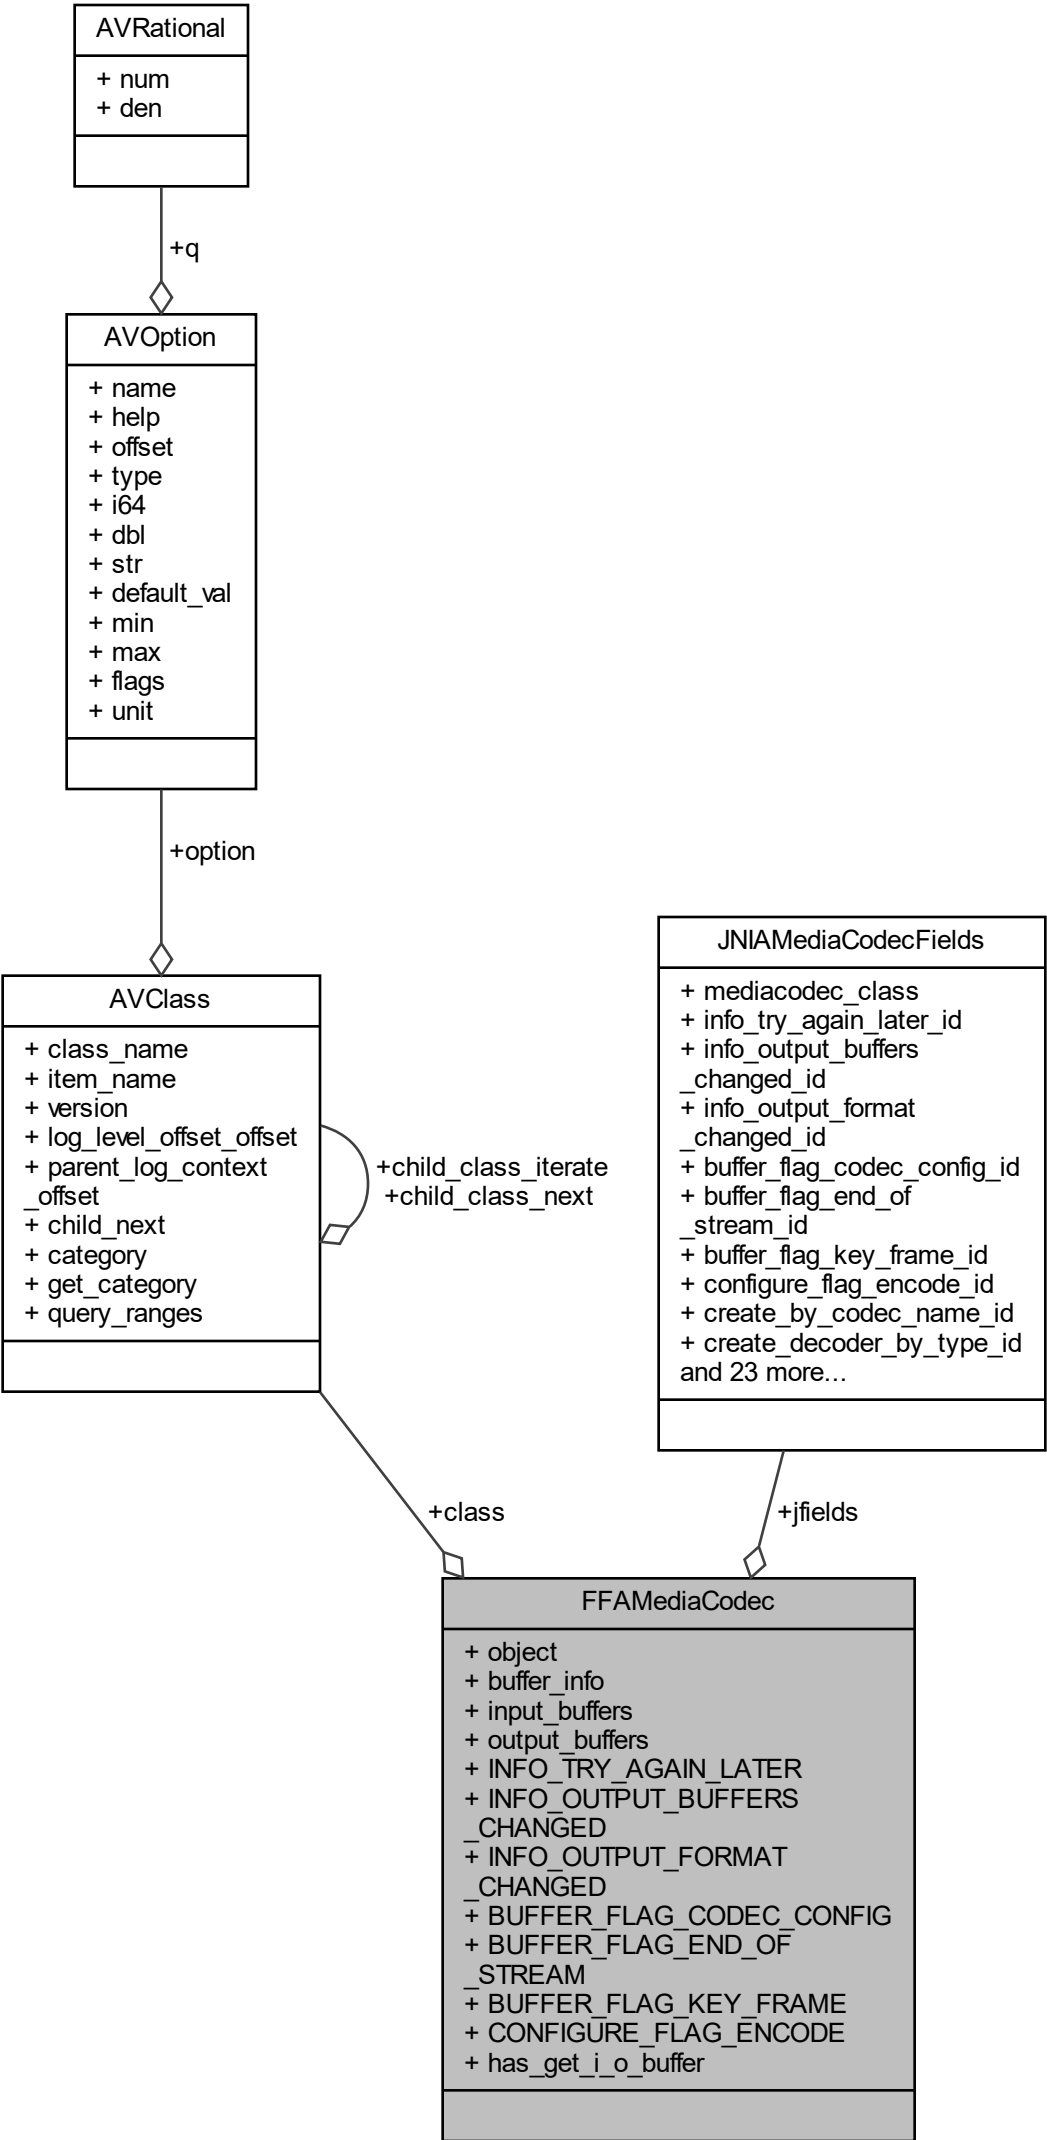 AVRational
+ num
+ den
+q
AVOption
+ name
+ help
+ offset
+ type
+ i64
+ dbl
+ str
+ default_val
+ min
+ max
+ flags
+ unit
+option
AVClass
+ class_name
+ item_name
+ version
+ log_level_offset_offset
+ parent_log_context
_offset
+ child_next
+ category
+ get_category
+ query_ranges
+child_class_iterate
+child_class_next
JNIAMediaCodecFields
+ mediacodec_class
+ info_try_again_later_id
+ info_output_buffers
_changed_id
+ info_output_format
_changed_id
+ buffer_flag_codec_config_id
+ buffer_flag_end_of
_stream_id
+ buffer_flag_key_frame_id
+ configure_flag_encode_id
+ create_by_codec_name_id
+ create_decoder_by_type_id
and 23 more...
+class
+jfields
FFAMediaCodec
+ object
+ buffer_info
+ input_buffers
+ output_buffers
+ INFO_TRY_AGAIN_LATER
+ INFO_OUTPUT_BUFFERS
_CHANGED
+ INFO_OUTPUT_FORMAT
_CHANGED
+ BUFFER_FLAG_CODEC_CONFIG
+ BUFFER_FLAG_END_OF
_STREAM
+ BUFFER_FLAG_KEY_FRAME
+ CONFIGURE_FLAG_ENCODE
+ has_get_i_o_buffer